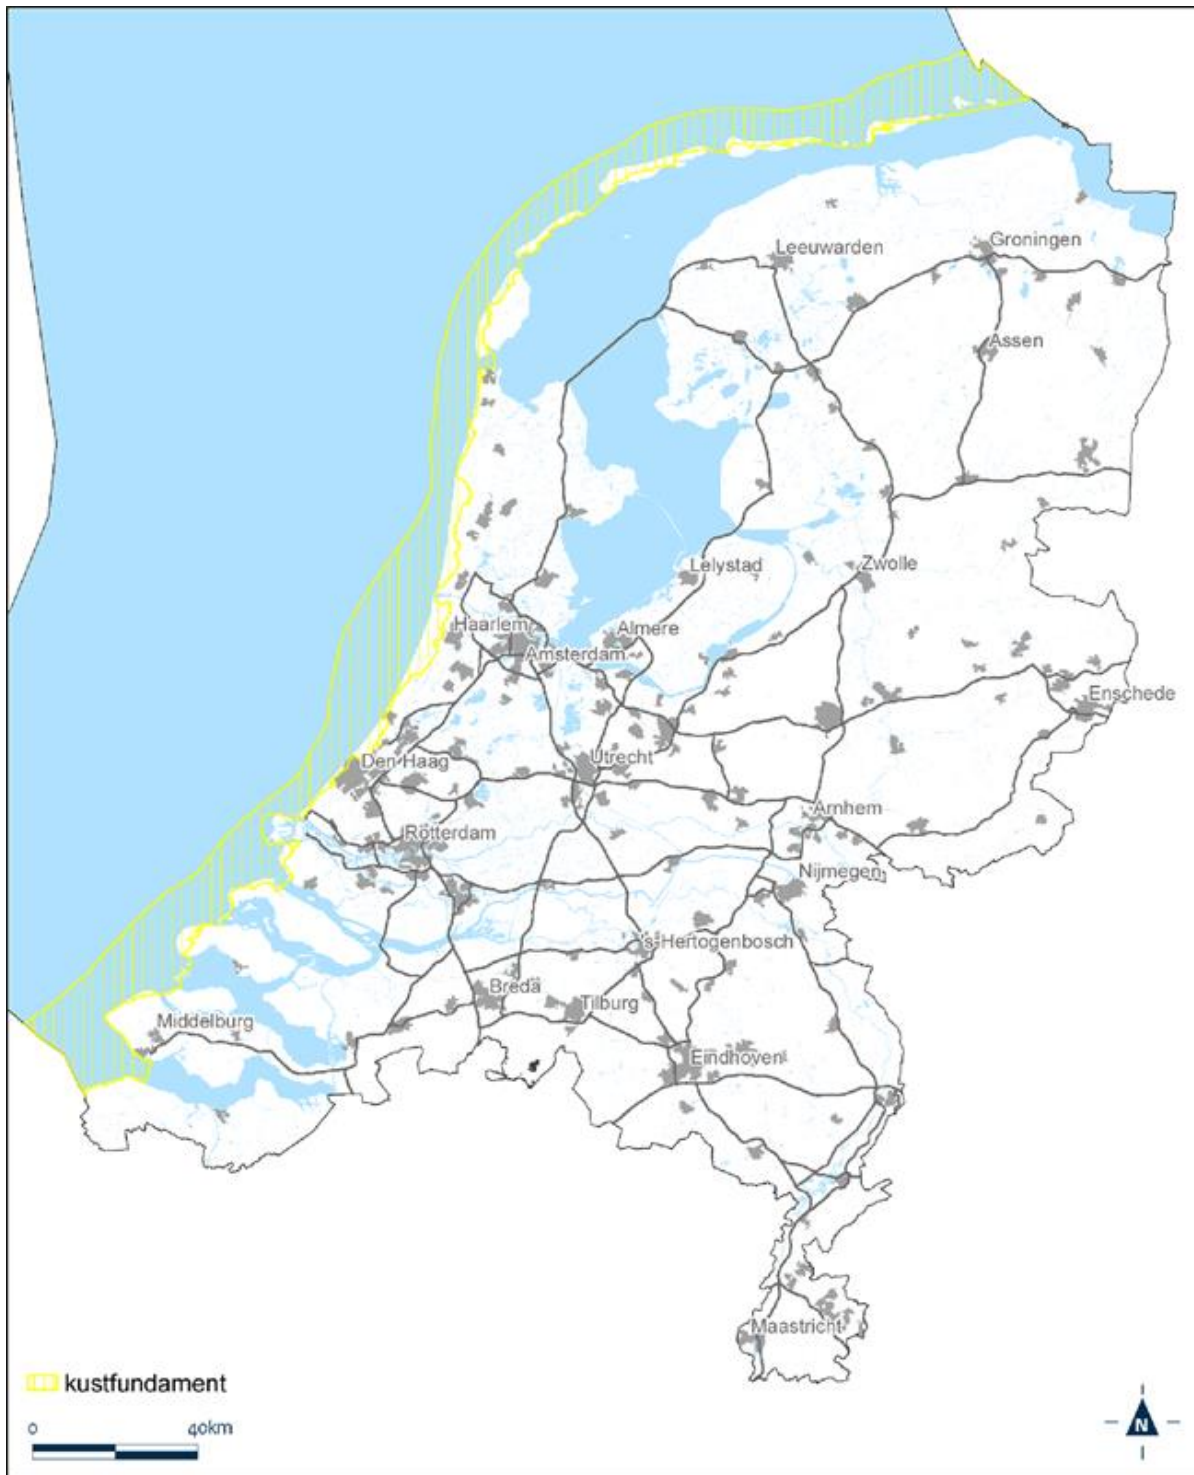 Leeuwarden
Groningen
Assen
Lelystad
Zwolle
Haarlem
Almere
Amsterdam
Enschede
Den Haag
Utrecht
Arnhem
Rotterdam
Nijmegen
's-Hertogenbosch
Breda
Tilburg
Middelburg
Eindhoven
Maastricht
kustfundament
0 40km
N